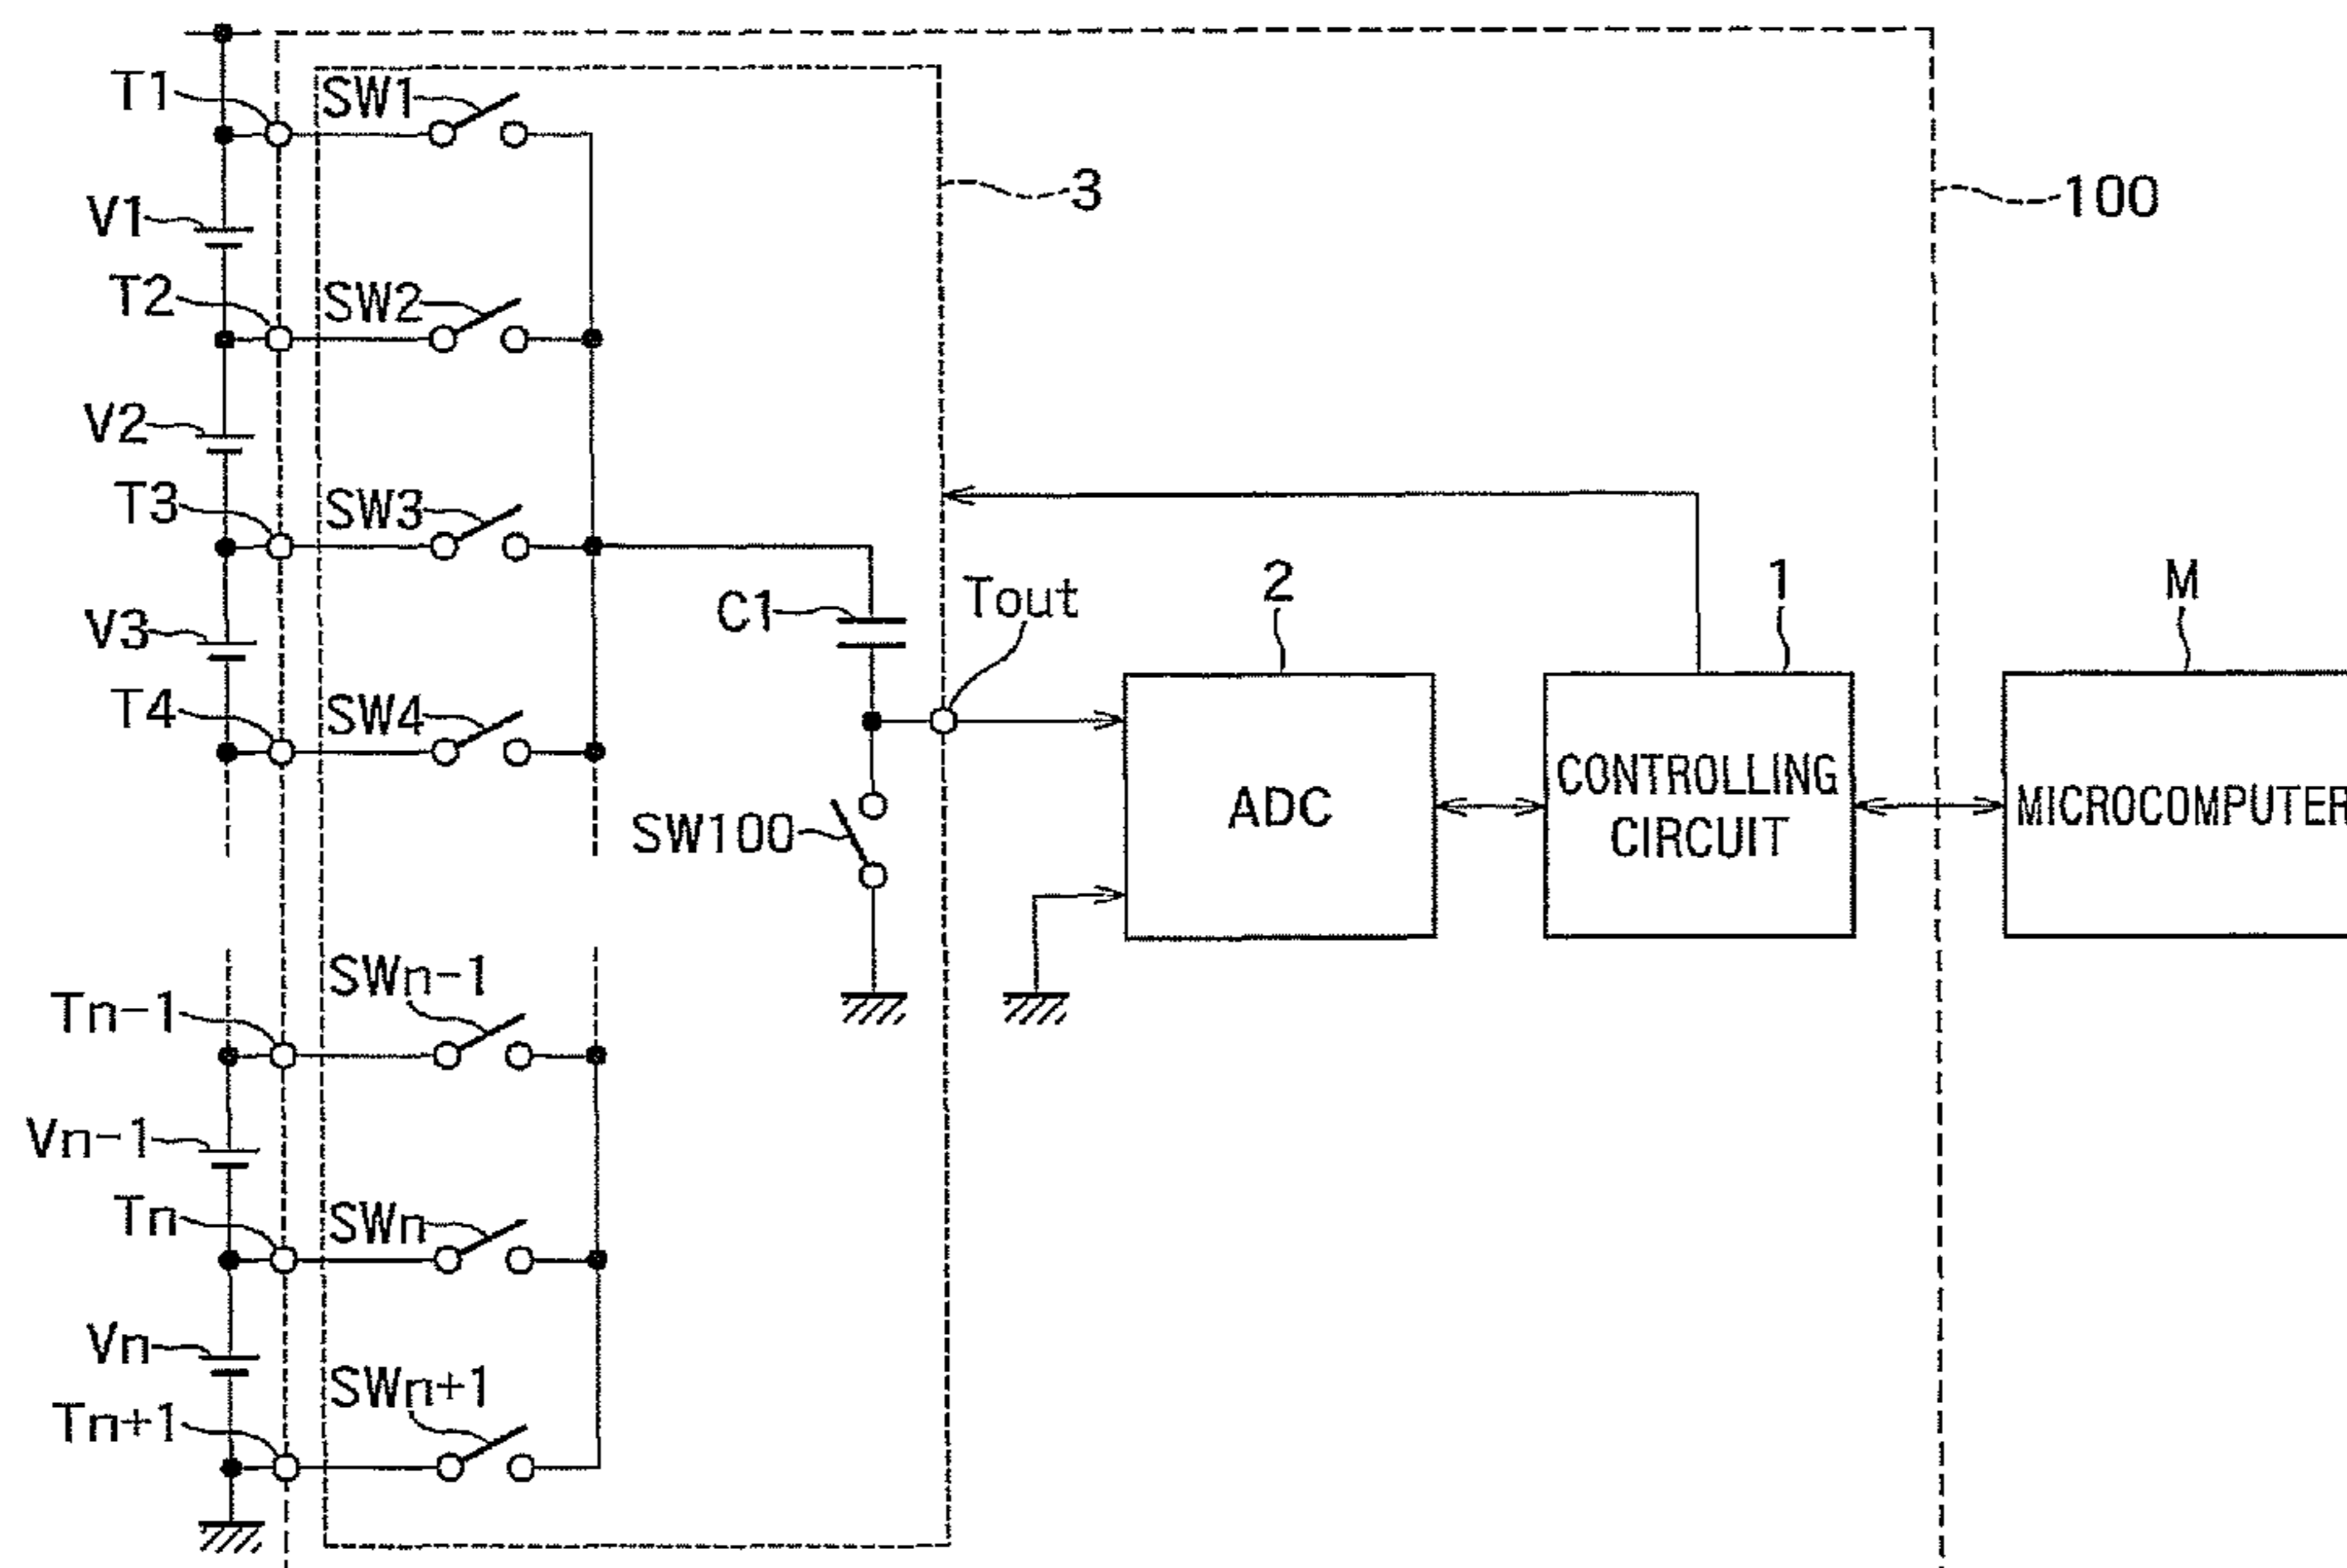 T1
SW1
3
100
V1
T2
SW2
V2
T3
SW3
C1
Tout
2
1
M
V3
T4
SW4
SW100
ADC
CONTROLLING
CIRCUIT
MICROCOMPUTER
SWn-1
Tn-1
Vn-1
Tn
SWn
Vn
SWn+1
Tn+1